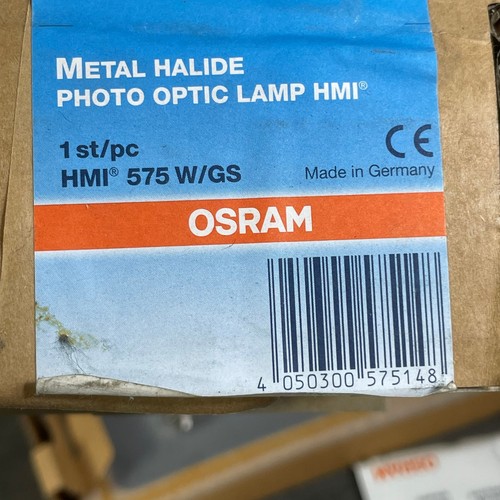 METAL HALIDE
PHOTO OPTIC LAMP HMI®
1 st/pc
HMI® 575 W/GS
CE
Made in Germany
OSRAM
4 050300 575148